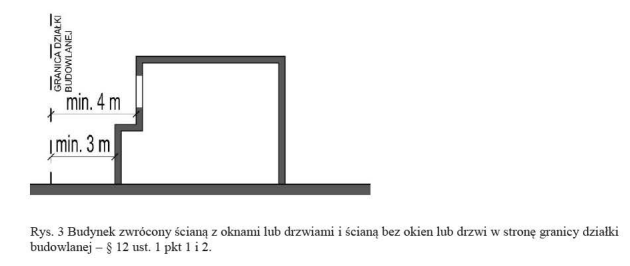 GRANICA DZIAŁKI
BUDOWLANEJ
min. 4 m
min. 3 m
Rys. 3 Budynek zwrócony ścianą z oknami lub drzwiami i ścianą bez okien lub drzwi w stronę granicy działki
budowlanej – § 12 ust. 1 pkt 1 i 2.